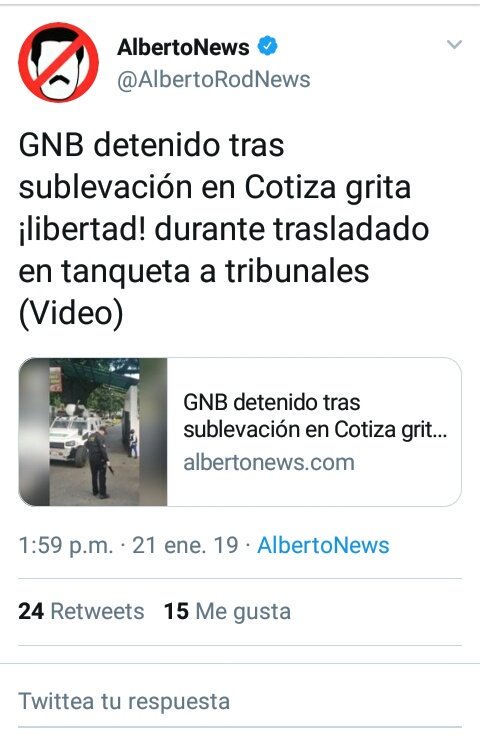 AlbertoNews
@AlbertoRodNews
GNB detenido tras
sublevación en Cotiza grita
¡libertad! durante trasladado
en tanqueta a tribunales
(Video)
GNB detenido tras
sublevación en Cotiza grit...
albertonews.com
1:59 p.m. · 21 ene. 19 · AlbertoNews
24 Retweets 15 Me gusta
Twittea tu respuesta